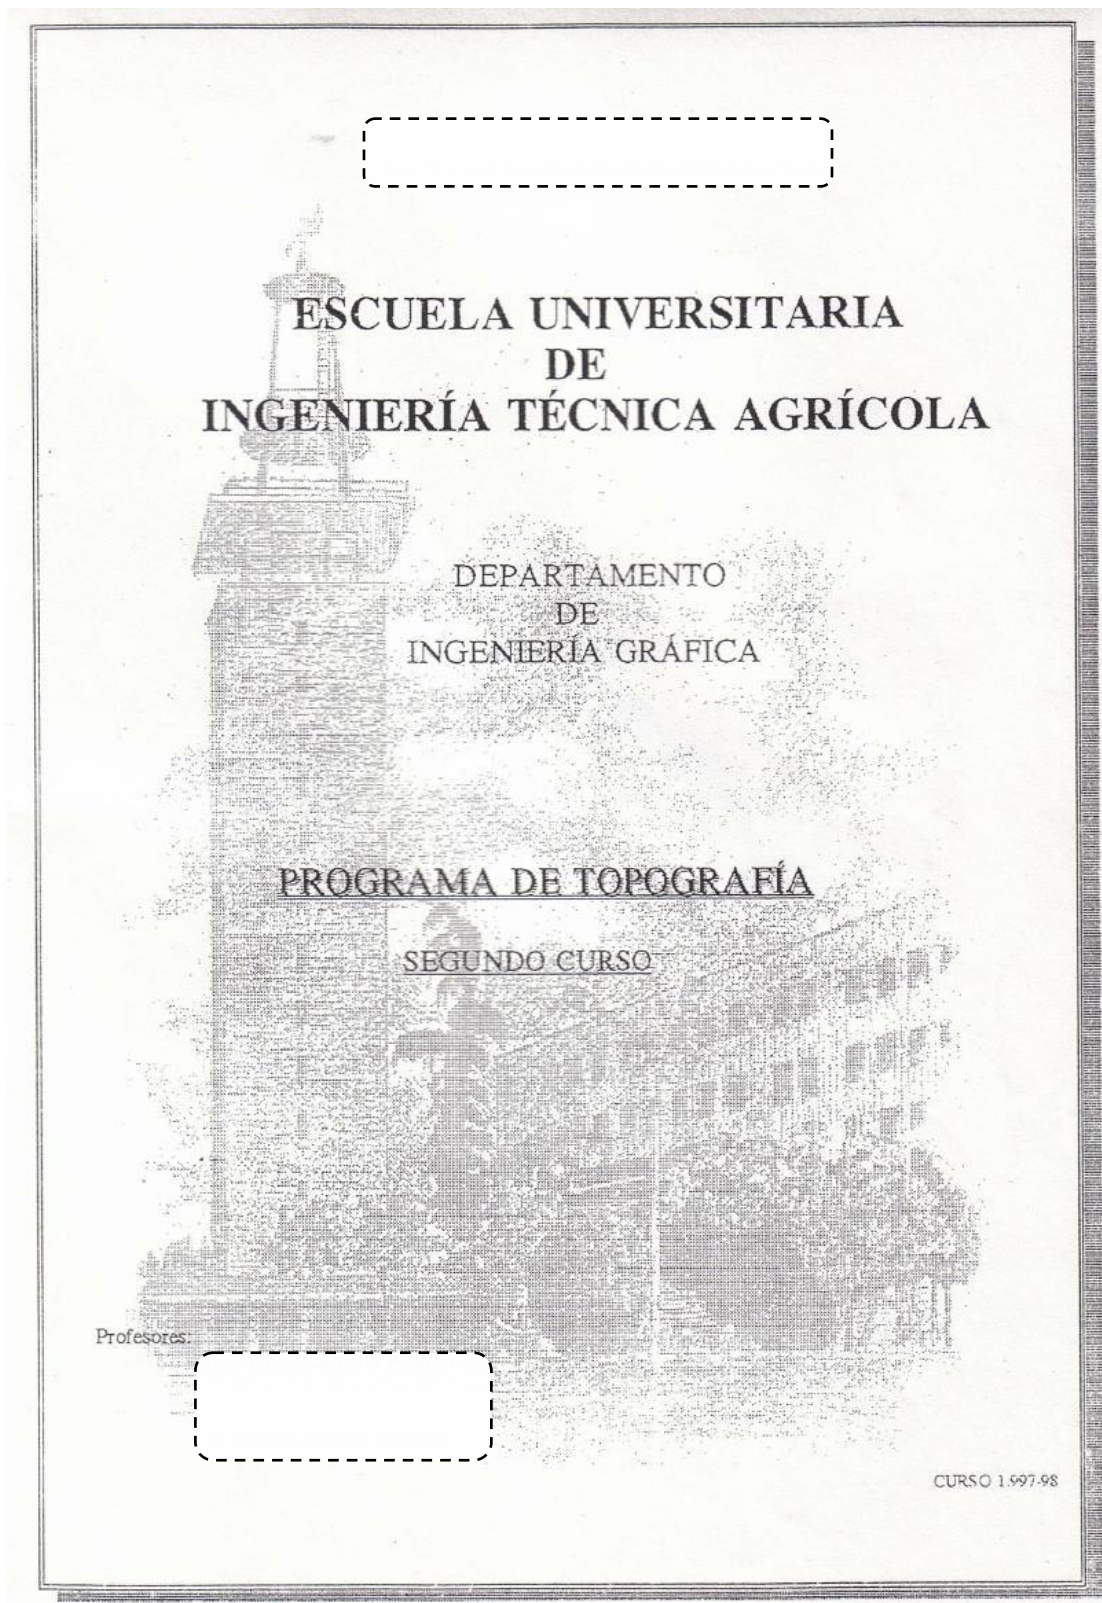 ESCUELA UNIVERSITARIA
DE
INGENIERÍA TÉCNICA AGRÍCOLA
DEPARTAMENTO
DE
INGENIERÍA GRÁFICA
PROGRAMA DE TOPOGRAFÍA
SEGUNDO CURSO
Profesores:
CURSO 1.997-98